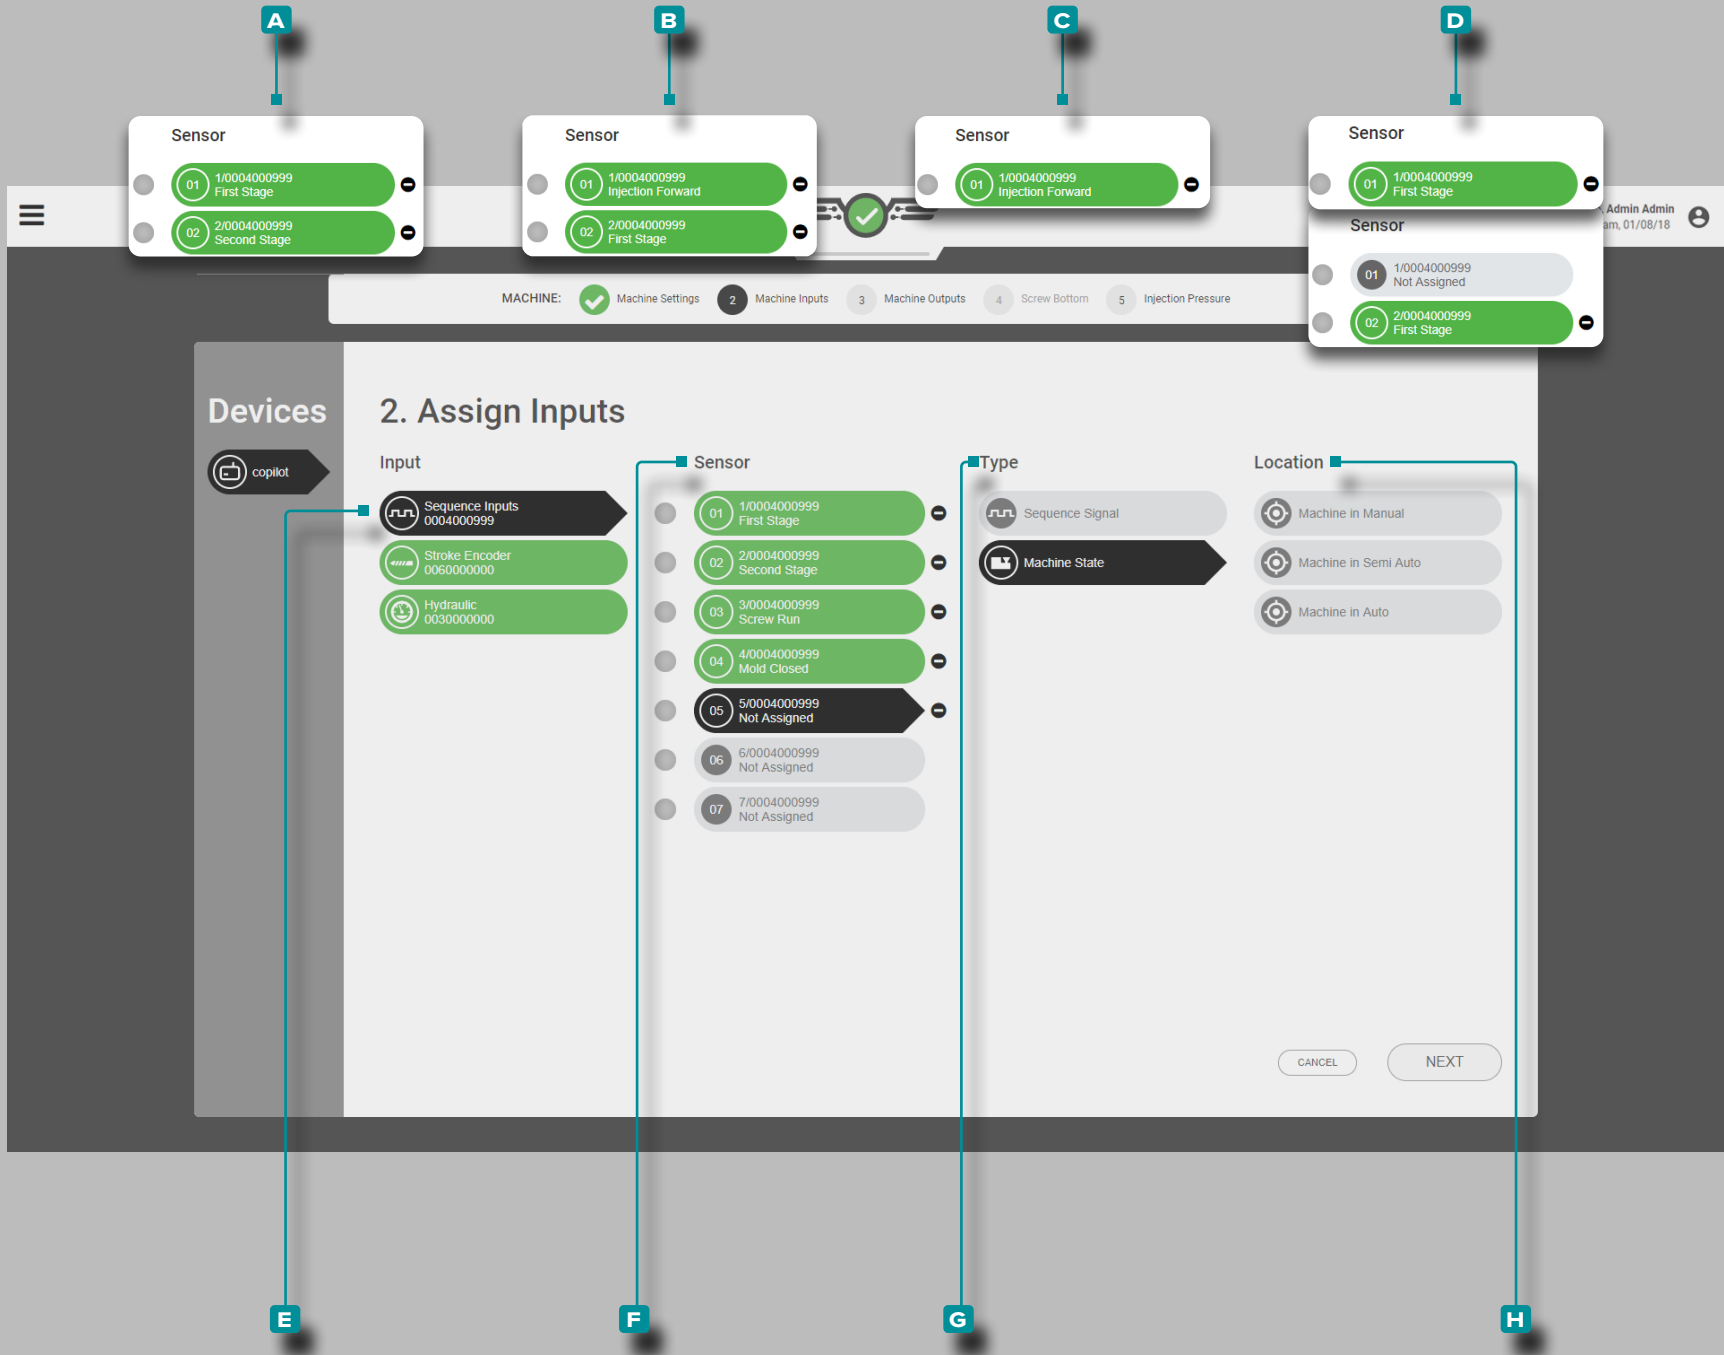 A
B
C
D
Sensor
01 1/0004000999
First Stage
02 2/0004000999
Second Stage
Sensor
01 1/0004000999
Injection Forward
02 2/0004000999
First Stage
Sensor
01 1/0004000999
Injection Forward
Sensor
01 1/0004000999
First Stage
Sensor
01 1/0004000999
Not Assigned
02 2/0004000999
First Stage
Admin Admin
am, 01/08/18
MACHINE: Machine Settings 2 Machine Inputs 3 Machine Outputs 4 Screw Bottom 5 Injection Pressure
Devices
copilot
2. Assign Inputs
Input
Sequence Inputs
0004000999
Stroke Encoder
0060000000
Hydraulic
0030000000
Sensor
01 1/0004000999
First Stage
02 2/0004000999
Second Stage
03 3/0004000999
Screw Run
04 4/0004000999
Mold Closed
05 5/0004000999
Not Assigned
06 6/0004000999
Not Assigned
07 7/0004000999
Not Assigned
Type
Sequence Signal
Machine State
Location
Machine in Manual
Machine in Semi Auto
Machine in Auto
CANCEL
NEXT
E
F
G
H